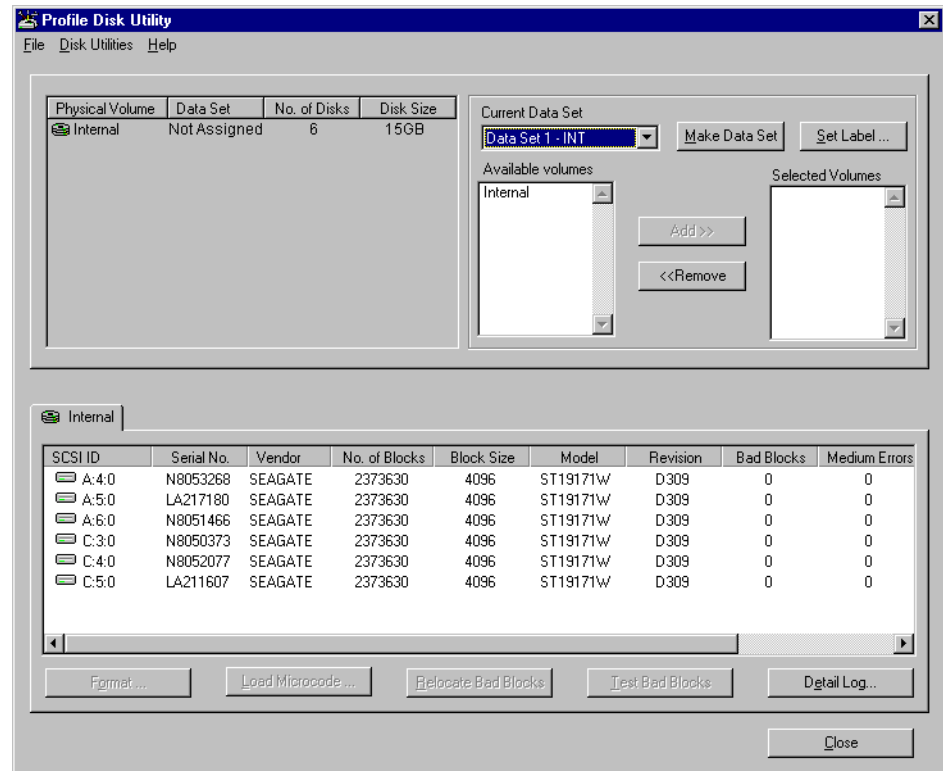 Profile Disk Utility
File Disk Utilities Help
Physical Volume Data Set No. of Disks Disk Size
Internal Not Assigned 6 15GB
Current Data Set
Data Set 1 - INT Make Data Set Set Label ...
Available volumes Selected Volumes
Internal
Add >>
<<Remove
Internal
SCSI ID Serial No. Vendor No. of Blocks Block Size Model Revision Bad Blocks Medium Errors
A:4:0 N8053268 SEAGATE 2373630 4096 ST19171W D309 0 0
A:5:0 LA217180 SEAGATE 2373630 4096 ST19171W D309 0 0
A:6:0 N8051466 SEAGATE 2373630 4096 ST19171W D309 0 0
C:3:0 N8050373 SEAGATE 2373630 4096 ST19171W D309 0 0
C:4:0 N8052077 SEAGATE 2373630 4096 ST19171W D309 0 0
C:5:0 LA211607 SEAGATE 2373630 4096 ST19171W D309 0 0
Format ... Load Microcode ... Relocate Bad Blocks Test Bad Blocks Detail Log...
Close